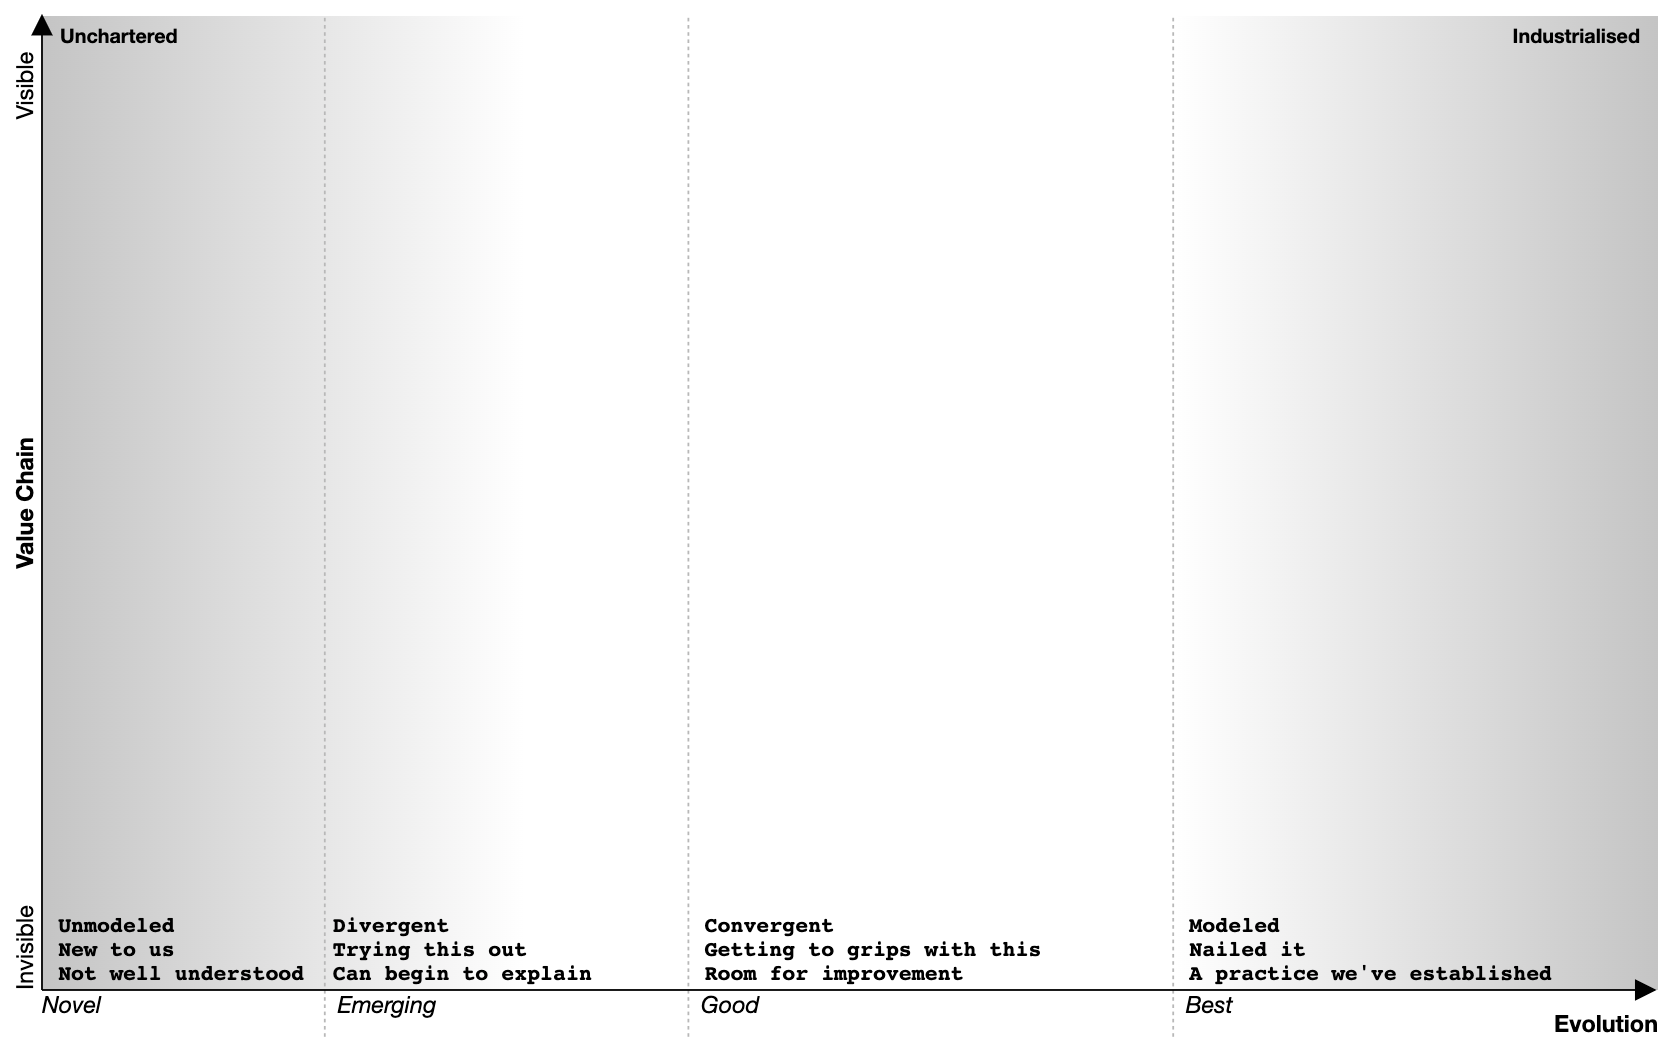 Unchartered
Industrialised
Visible
Value Chain
Invisible
Unmodeled
New to us
Not well understood
Divergent
Trying this out
Can begin to explain
Convergent
Getting to grips with this
Room for improvement
Modeled
Nailed it
A practice we've established
Novel
Emerging
Good
Best
Evolution